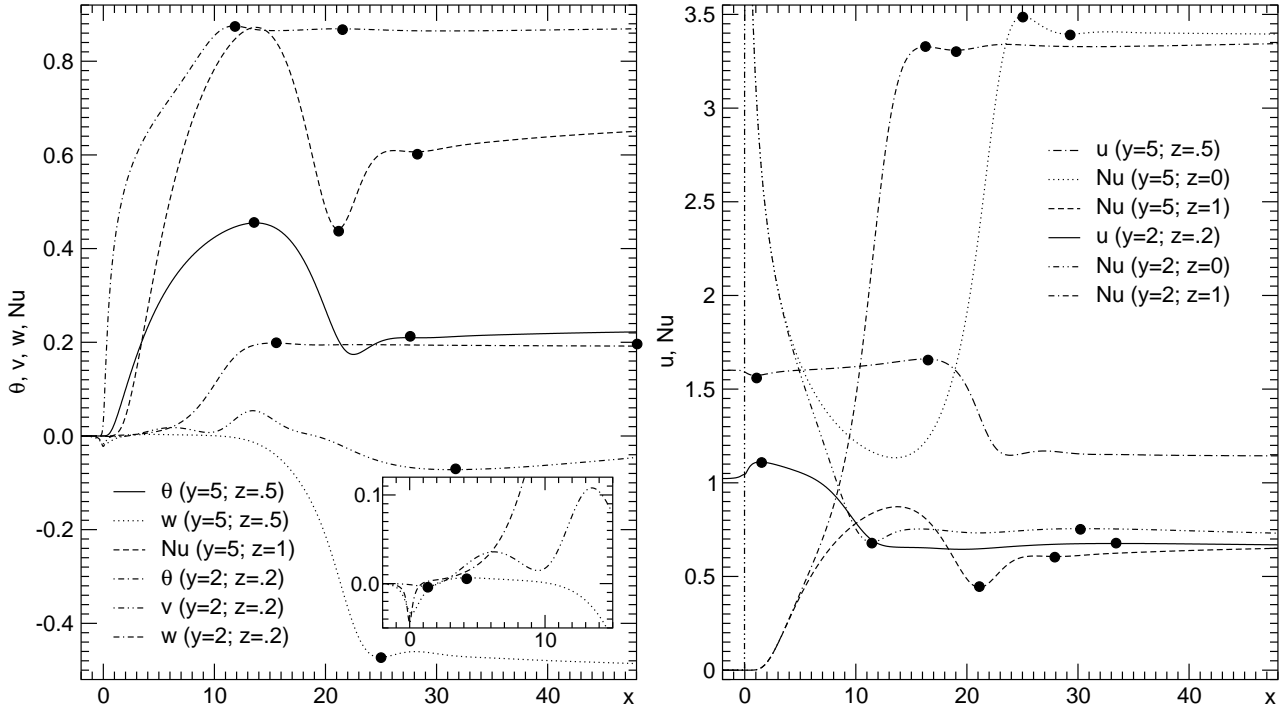 0.8
0.6
0.4
0.2
0.0
-0.2
-0.4
θ, v, w, Nu
θ (y=5; z=.5)
w (y=5; z=.5)
Nu (y=5; z=1)
θ (y=2; z=.2)
v (y=2; z=.2)
w (y=2; z=.2)
0.1
0.0
0 10
0 10 20 30 40 x
3.5
3
2.5
2
1.5
1
0.5
0
u, Nu
u (y=5; z=.5)
Nu (y=5; z=0)
Nu (y=5; z=1)
u (y=2; z=.2)
Nu (y=2; z=0)
Nu (y=2; z=1)
0 10 20 30 40 x